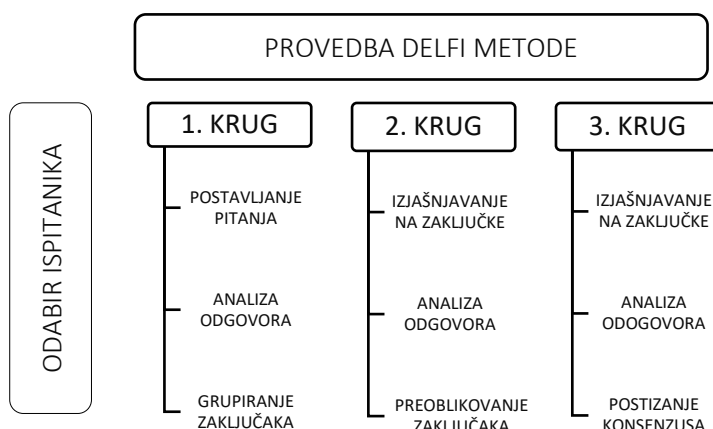 PROVEDBA DELFI METODE
ODABIR ISPITANIKA
1. KRUG
POSTAVLJANJE
PITANJA
ANALIZA
ODGOVORA
GRUPIRANJE
ZAKLJUČAKA
2. KRUG
IZJAŠNJAVANJE
NA ZAKLJUČKE
ANALIZA
ODGOVORA
PREOBLIKOVANJE
ZAKLJUČAKA
3. KRUG
IZJAŠNJAVANJE
NA ZAKLJUČKE
ANALIZA
ODOGOVORA
POSTIZANJE
KONSENZUSA